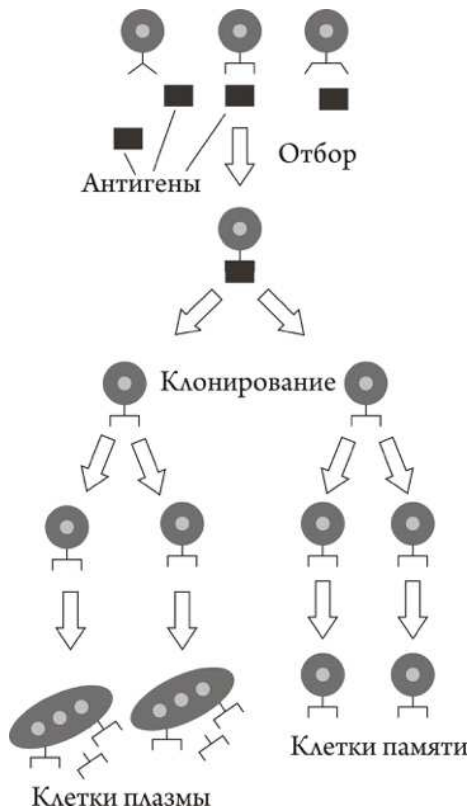 Отбор
Антигены
Клонирование
Клетки памяти
Клетки плазмы